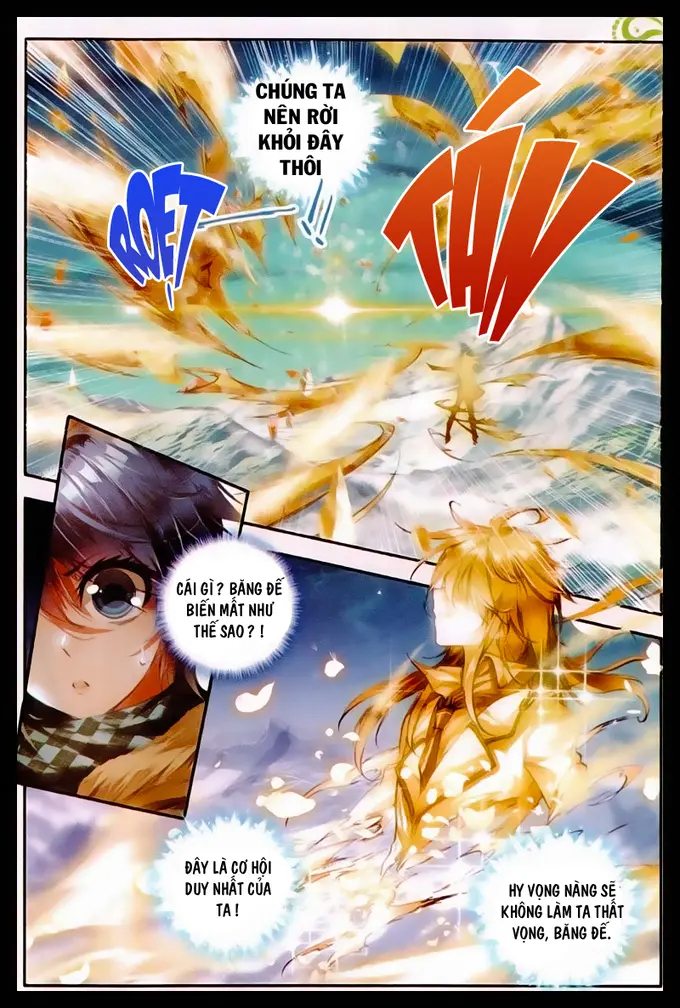 CHÚNG TA
NÊN RỜI
KHỎI ĐÂY
THÔI
ROẸT
TÁN
CÁI GÌ ? BĂNG ĐẾ
BIẾN MẤT NHƯ
THẾ SAO ? !
ĐÂY LÀ CƠ HỘI
DUY NHẤT CỦA
TA !
HY VỌNG NÀNG SẼ
KHÔNG LÀM TA THẤT
VỌNG, BĂNG ĐẾ.